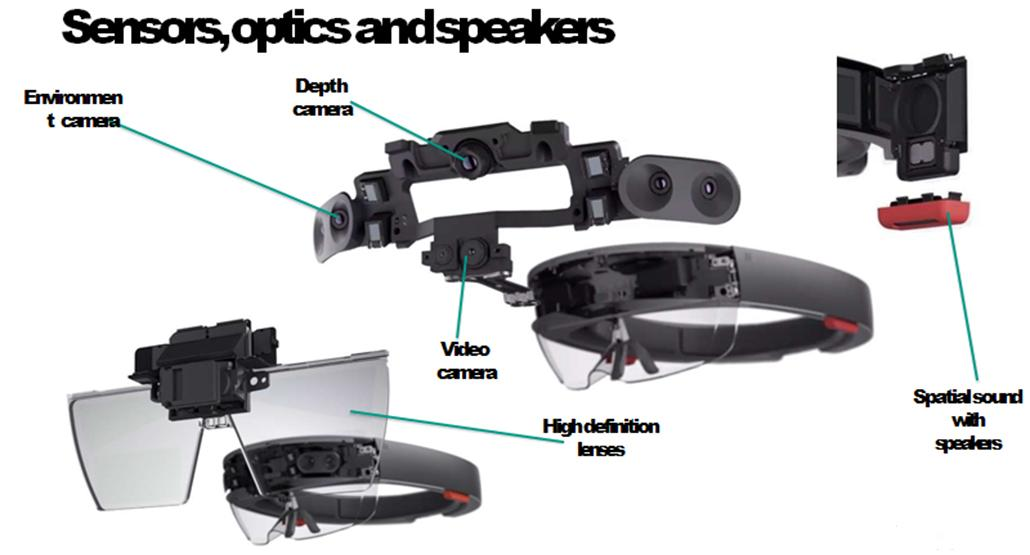 Sensors, optics and speakers
Depth
camera
Environmen
t camera
Video
camera
High definition
lenses
Spatial sound
with
speakers